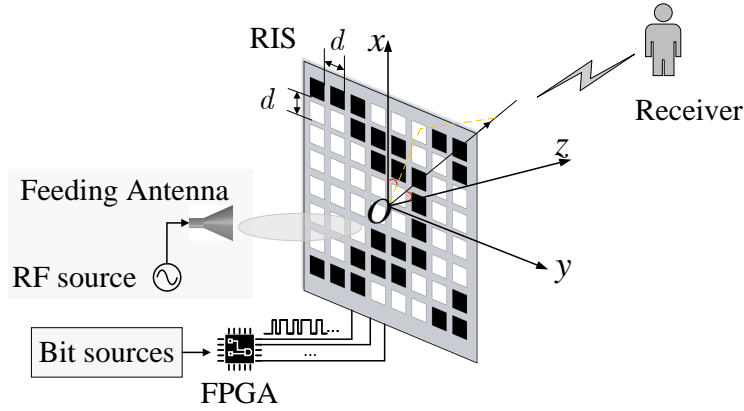 RIS
d
x
d
Receiver
z
Feeding Antenna
O
RF source
y
Bit sources
...
...
FPGA